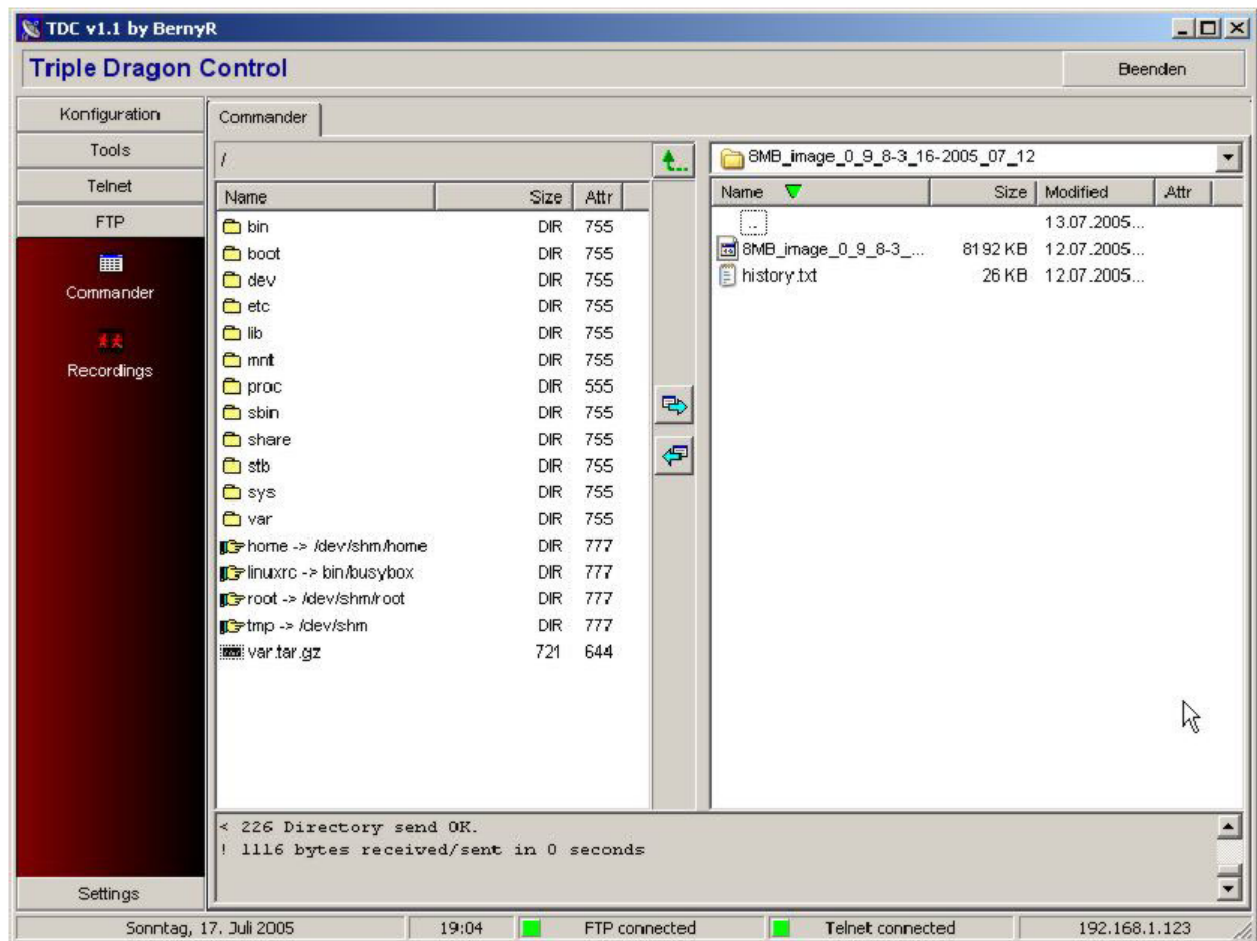 TDC v1.1 by BernyR
Triple Dragon Control
Beenden
Konfiguration
Tools
Telnet
FTP
Commander
Recordings
Settings
Commander
/
Name Size Attr
bin DIR 755
boot DIR 755
dev DIR 755
etc DIR 755
lib DIR 755
mnt DIR 755
proc DIR 555
sbin DIR 755
share DIR 755
stb DIR 755
sys DIR 755
var DIR 755
home -> /dev/shm/home DIR 777
linuxrc -> bin/busybox DIR 777
root -> /dev/shm/root DIR 777
tmp -> /dev/shm DIR 777
var.tar.gz 721 644
8MB_image_0_9_8-3_16-2005_07_12
Name Size Modified Attr
.. 13.07.2005...
8MB_image_0_9_8-3_... 8192 KB 12.07.2005...
history.txt 26 KB 12.07.2005...
< 226 Directory send OK.
! 1116 bytes received/sent in 0 seconds
Sonntag, 17. Juli 2005 19:04 FTP connected Telnet connected 192.168.1.123